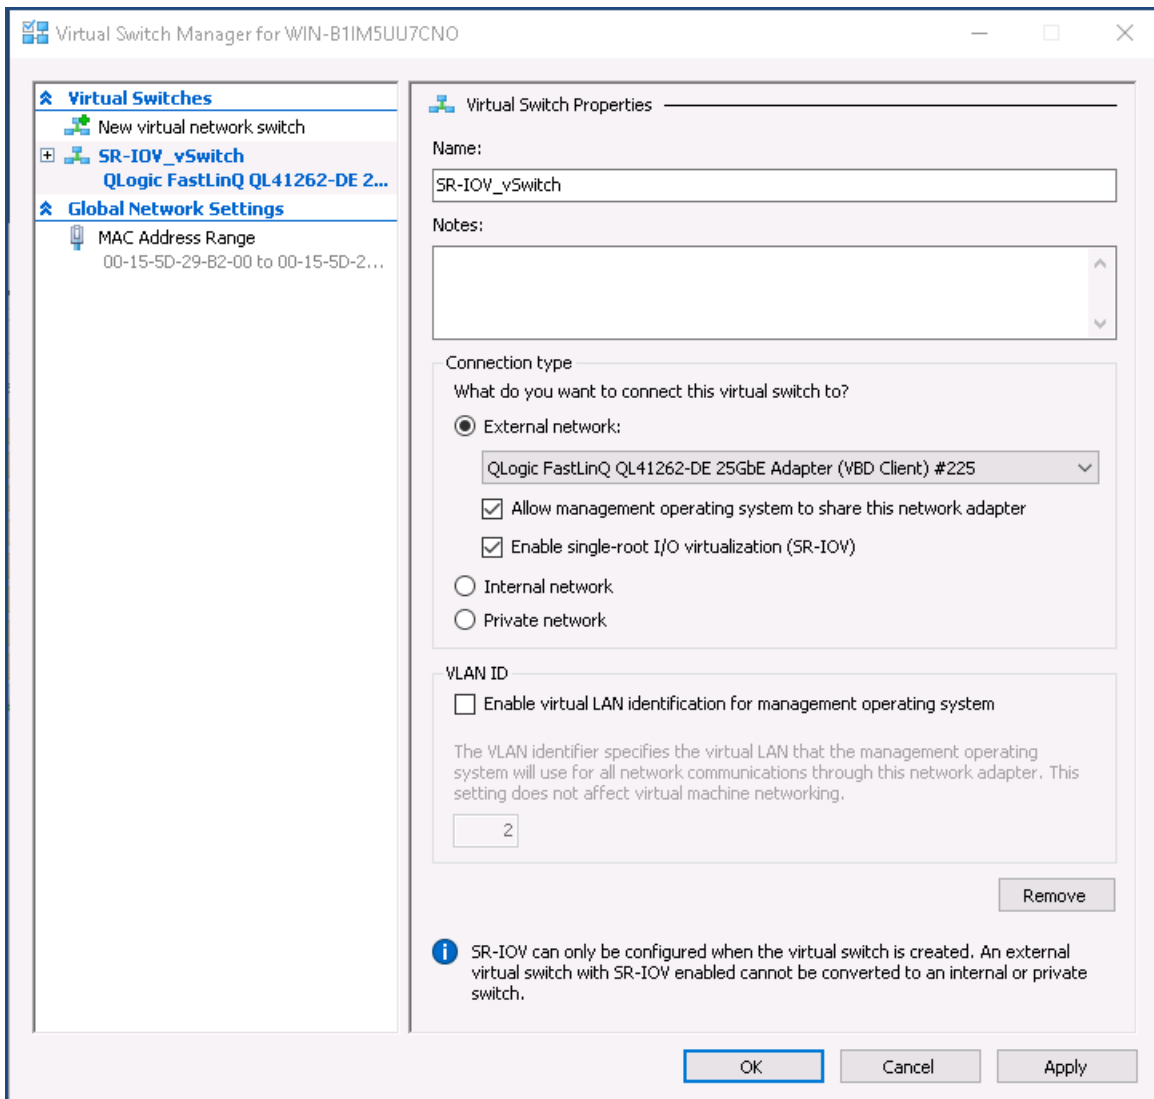 Virtual Switch Manager for WIN-B1IM5UU7CNO
Virtual Switches
New virtual network switch
SR-IOV_vSwitch
QLogic FastLinQ QL41262-DE 2...
Global Network Settings
MAC Address Range
00-15-5D-29-B2-00 to 00-15-5D-2...
Virtual Switch Properties
Name:
SR-IOV_vSwitch
Notes:
Connection type
What do you want to connect this virtual switch to?
External network:
QLogic FastLinQ QL41262-DE 25GbE Adapter (VBD Client) #225
Allow management operating system to share this network adapter
Enable single-root I/O virtualization (SR-IOV)
Internal network
Private network
VLAN ID
Enable virtual LAN identification for management operating system
The VLAN identifier specifies the virtual LAN that the management operating
system will use for all network communications through this network adapter. This
setting does not affect virtual machine networking.
2
Remove
SR-IOV can only be configured when the virtual switch is created. An external
virtual switch with SR-IOV enabled cannot be converted to an internal or private
switch.
OK
Cancel
Apply